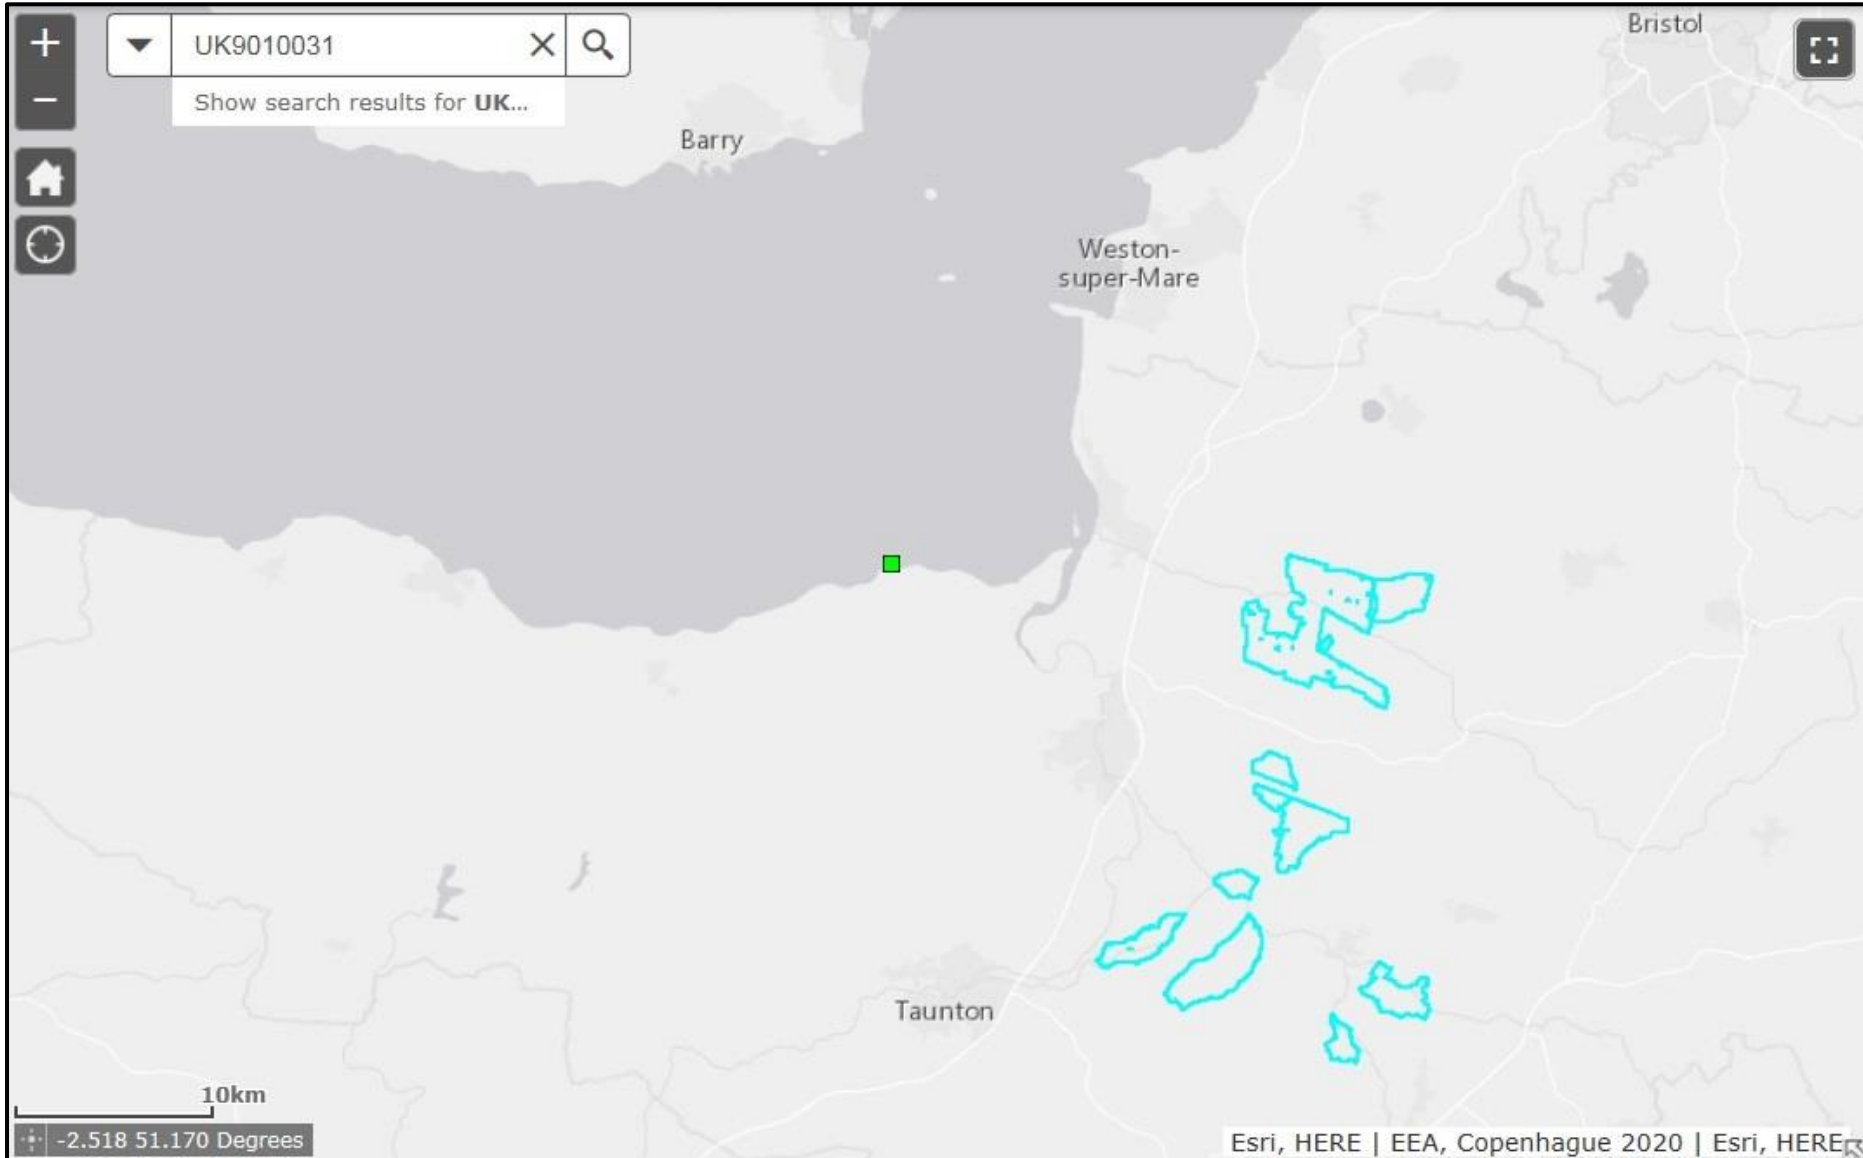 Bristol
UK9010031
Show search results for UK...
Barry
Weston-
super-Mare
Taunton
10km
-2.518 51.170 Degrees
Esri, HERE | EEA, Copenhague 2020 | Esri, HERE